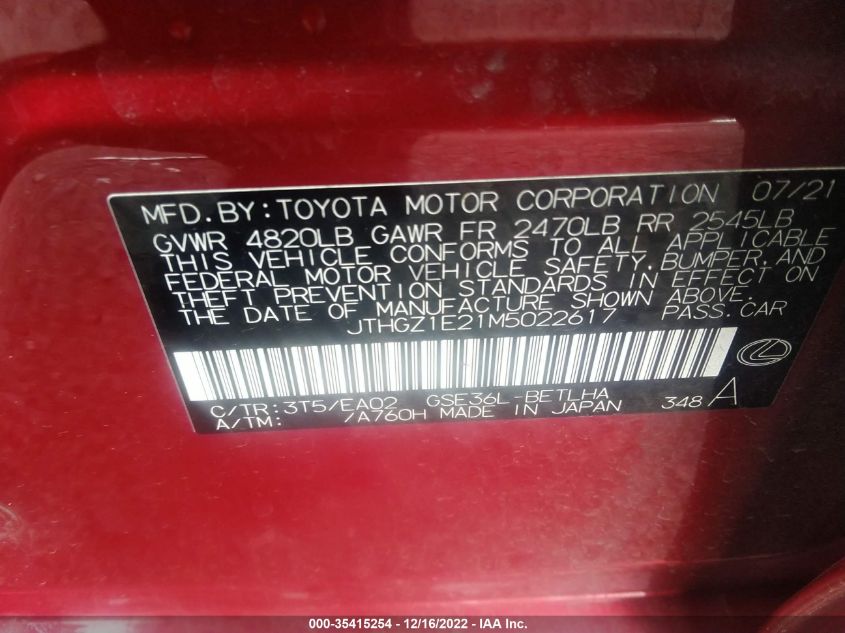 MFD. BY: TOYOTA MOTOR CORPORATION 07/21
GVWR 4820LB GAWR FR 2470LB RR 2545LB
THIS VEHICLE CONFORMS TO ALL APPLICABLE
FEDERAL MOTOR VEHICLE SAFETY, BUMPER, AND
THEFT PREVENTION STANDARDS IN EFFECT ON
THE DATE OF MANUFACTURE SHOWN ABOVE.
JTHGZ1E21M5022617 PASS. CAR
C/TR: 3T5/EA02 GSE36L-BETLHA
A/TM: /A760H MADE IN JAPAN 348 A
000-35415254 - 12/16/2022 - © IAA Inc.